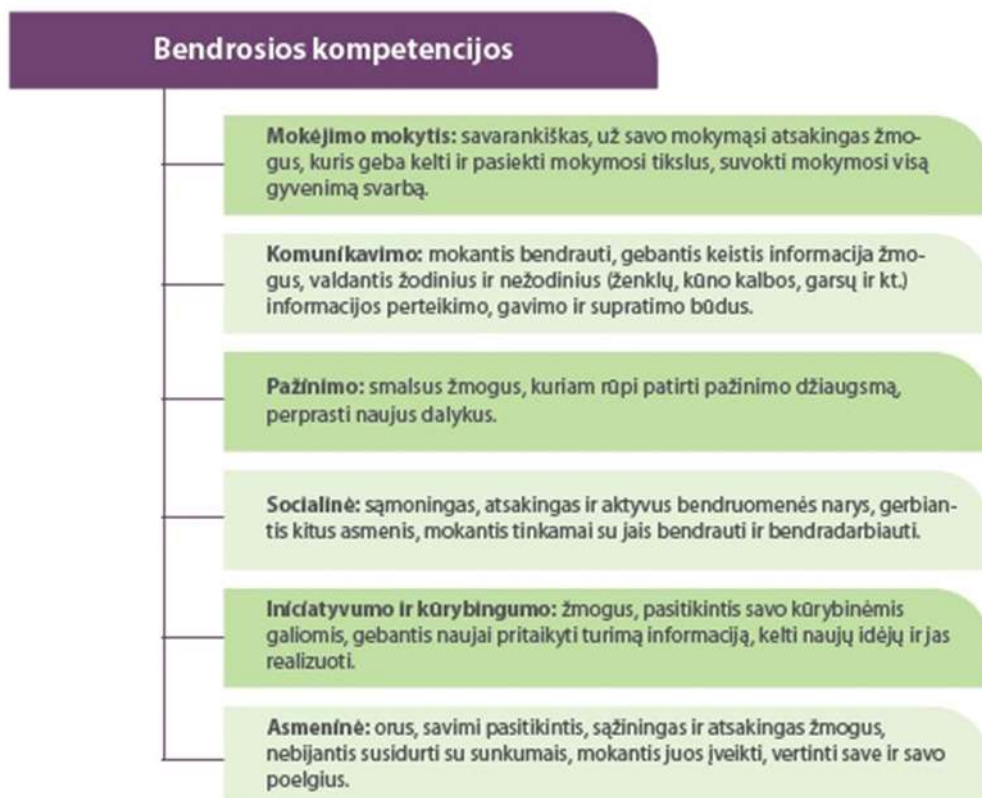 Bendrosios kompetencijos
Mokėjimo mokytis: savarankiškas, už savo mokymąsi atsakingas žmo-
gus, kuris geba kelti ir pasiekti mokymosi tikslus, suvokti mokymosi visą
gyvenimą svarbą.
Komunikavimo: mokantis bendrauti, gebantis keistis informacija žmo-
gus, valdantis žodinius ir nežodinius (ženklų, kūno kalbos, garsų ir kt.)
informacijos perteikimo, gavimo ir supratimo būdus.
Pažinimo: smalsus žmogus, kuriam rūpi patirti pažinimo džiaugsmą,
perprasti naujus dalykus.
Socialinė: sąmoningas, atsakingas ir aktyvus bendruomenės narys, gerbian-
tis kitus asmenis, mokantis tinkamai su jais bendrauti ir bendradarbiauti.
Iniciatyvumo ir kūrybingumo: žmogus, pasitikintis savo kūrybinėmis
galiomis, gebantis naujai pritaikyti turimą informaciją, kelti naujų idėjų ir jas
realizuoti.
Asmeninė: orus, savimi pasitikintis, sąžiningas ir atsakingas žmogus,
nebijantis susidurti su sunkumais, mokantis juos įveikti, vertinti save ir savo
poelgius.